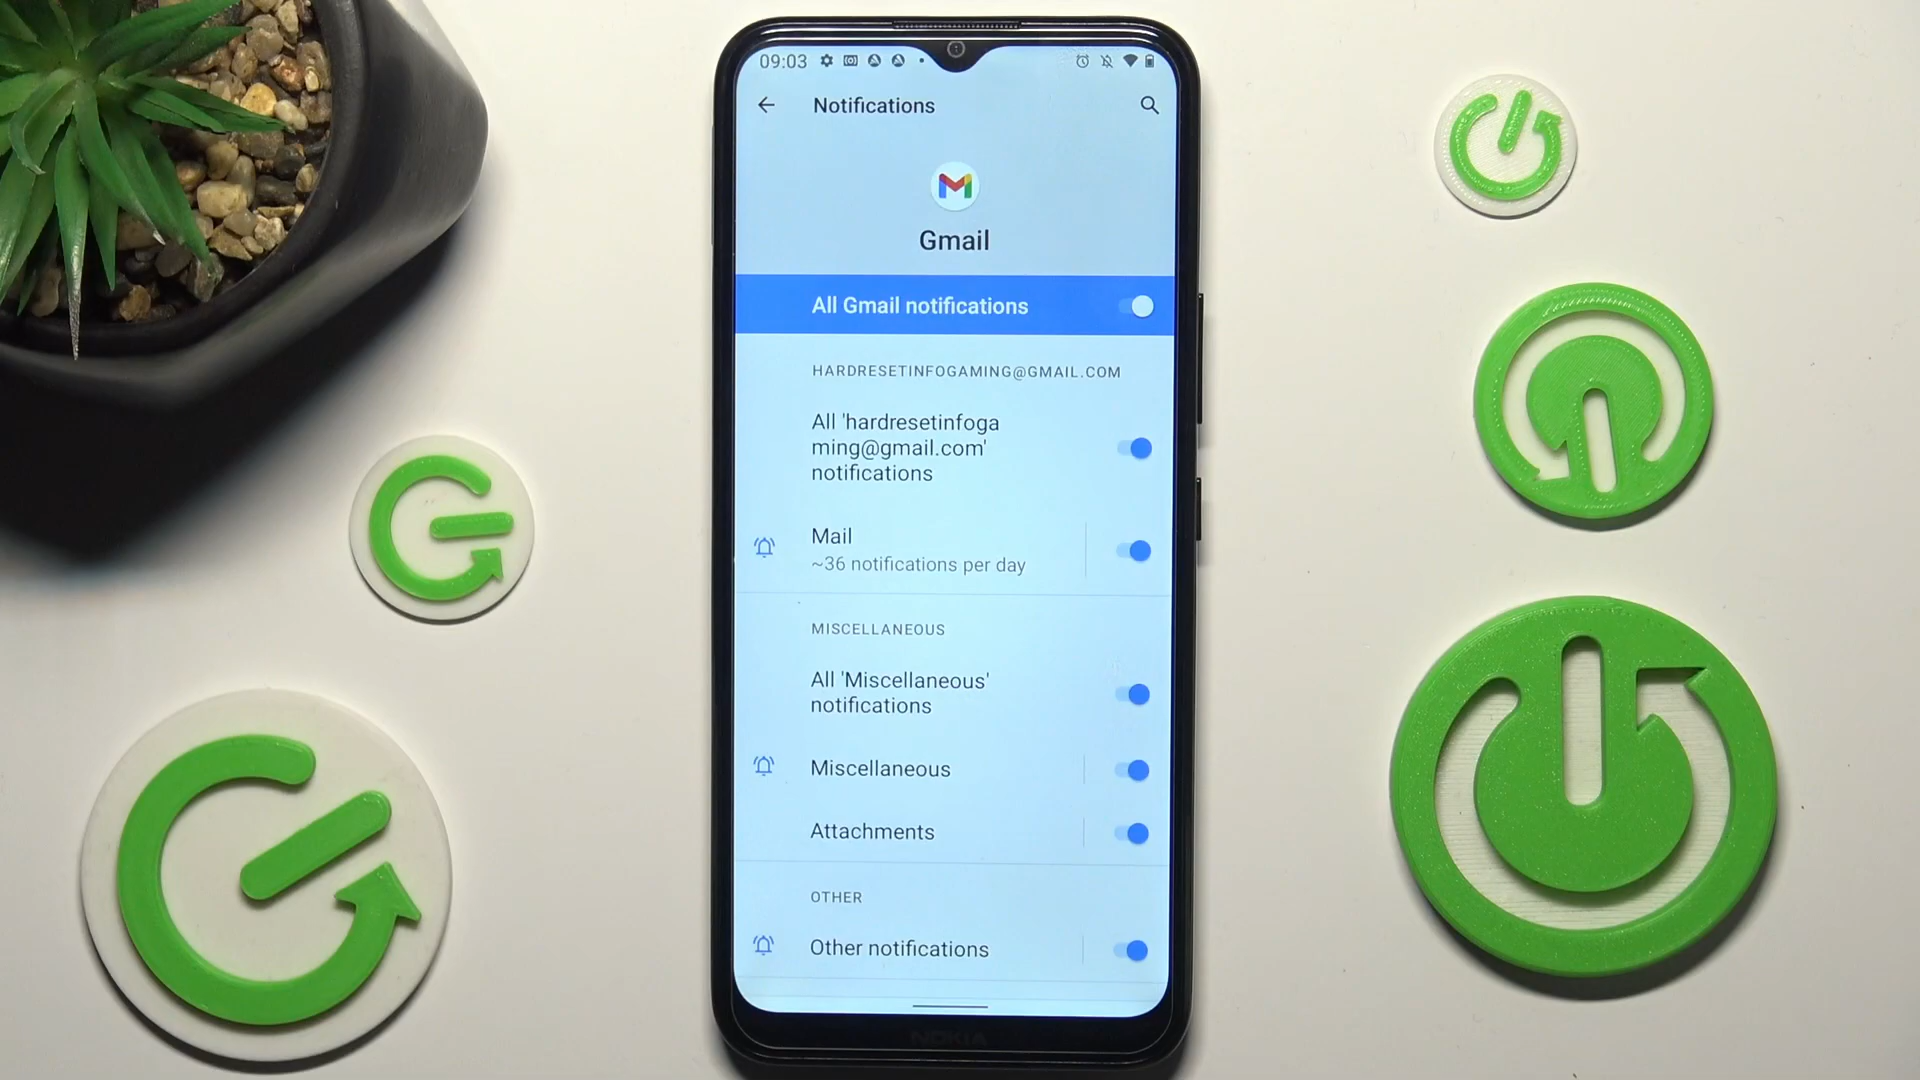 09:03
Notifications
Gmail
All Gmail notifications
HARDRESETINFOGAMING@GMAIL.COM
All 'hardresetinfoga
ming@gmail.com'
notifications
Mail
~36 notifications per day
MISCELLANEOUS
All 'Miscellaneous'
notifications
Miscellaneous
Attachments
OTHER
Other notifications
NOKIA